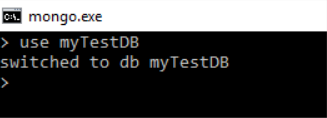 C:\. mongo.exe
> use myTestDB
switched to db myTestDB
>